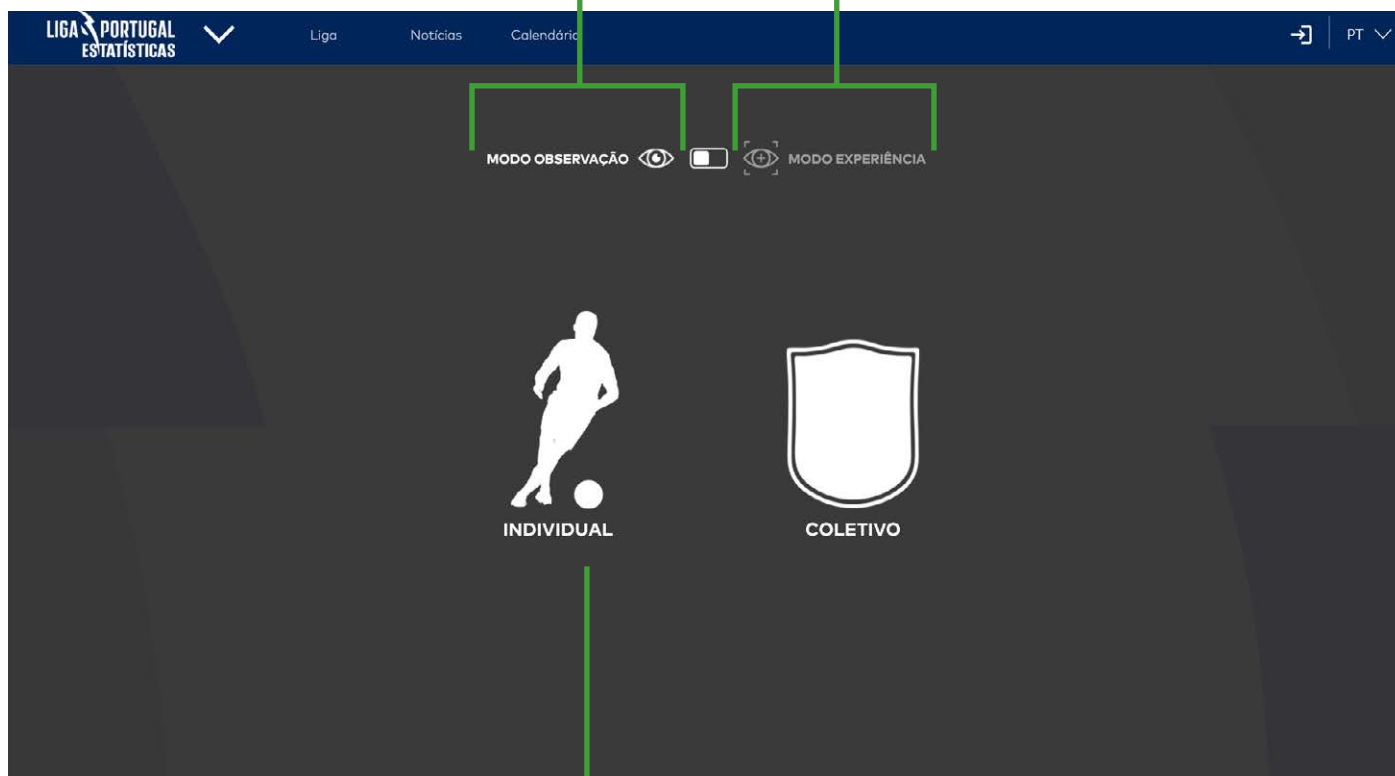 LIGA PORTUGAL
ESTATÍSTICAS
Liga
Notícias
Calendário
PT
MODO OBSERVAÇÃO
MODO EXPERIÊNCIA
INDIVIDUAL
COLETIVO